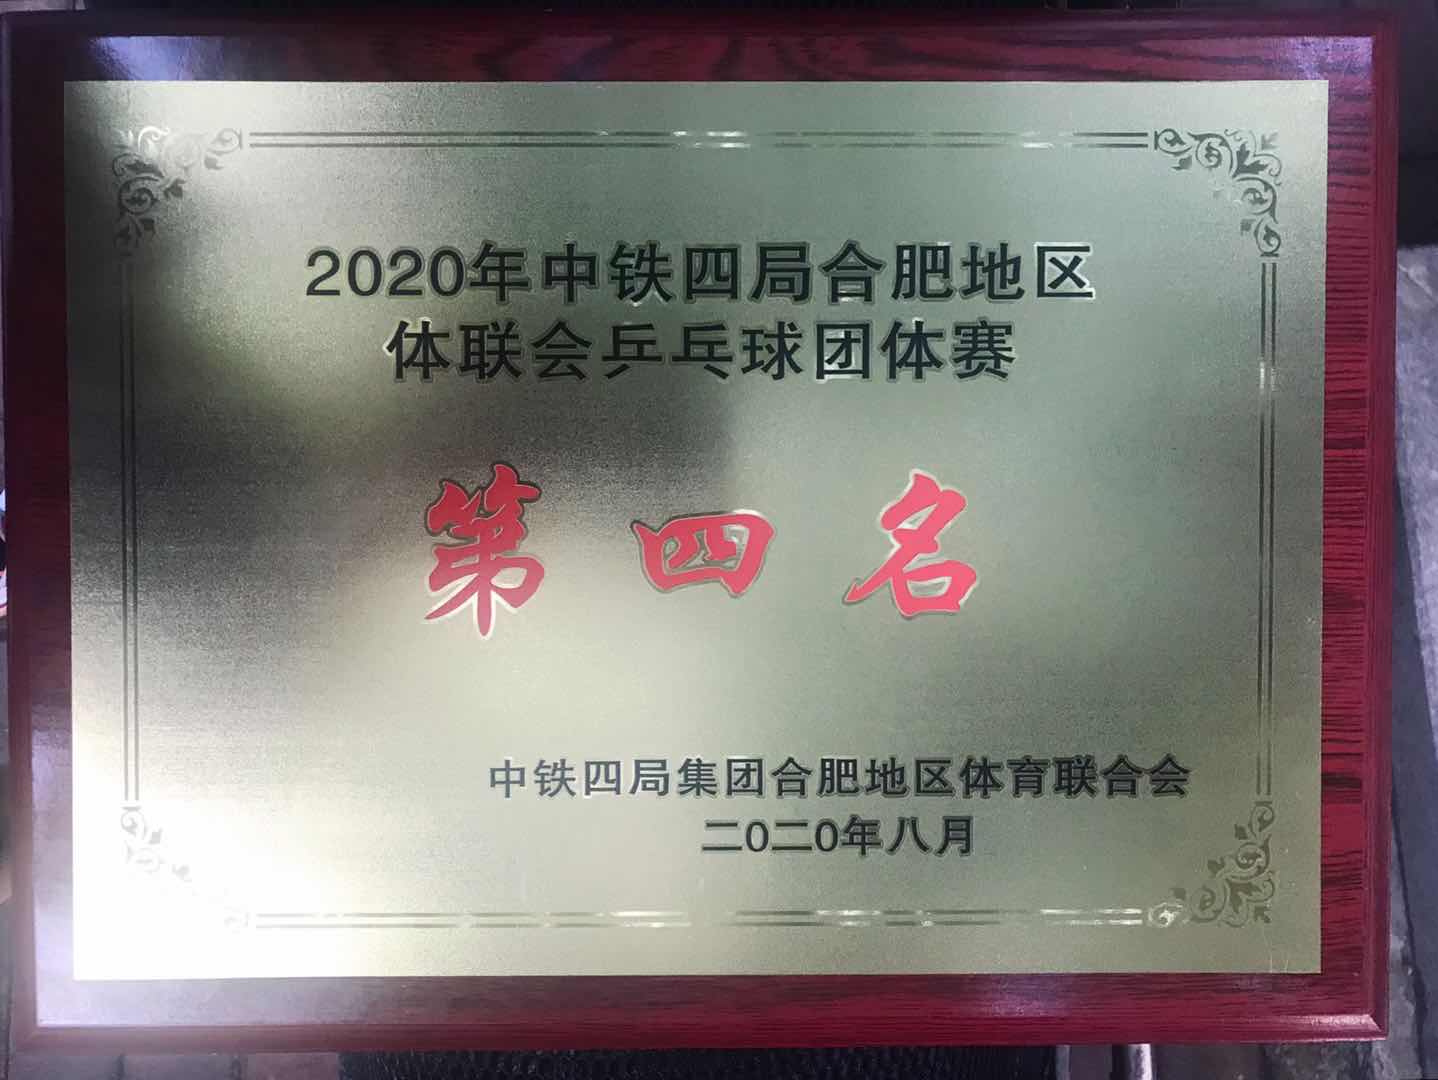 2020年中铁四局合肥地区
体联会乒乓球团体赛
第四名
中铁四局集团合肥地区体育联合会
二0二0年八月